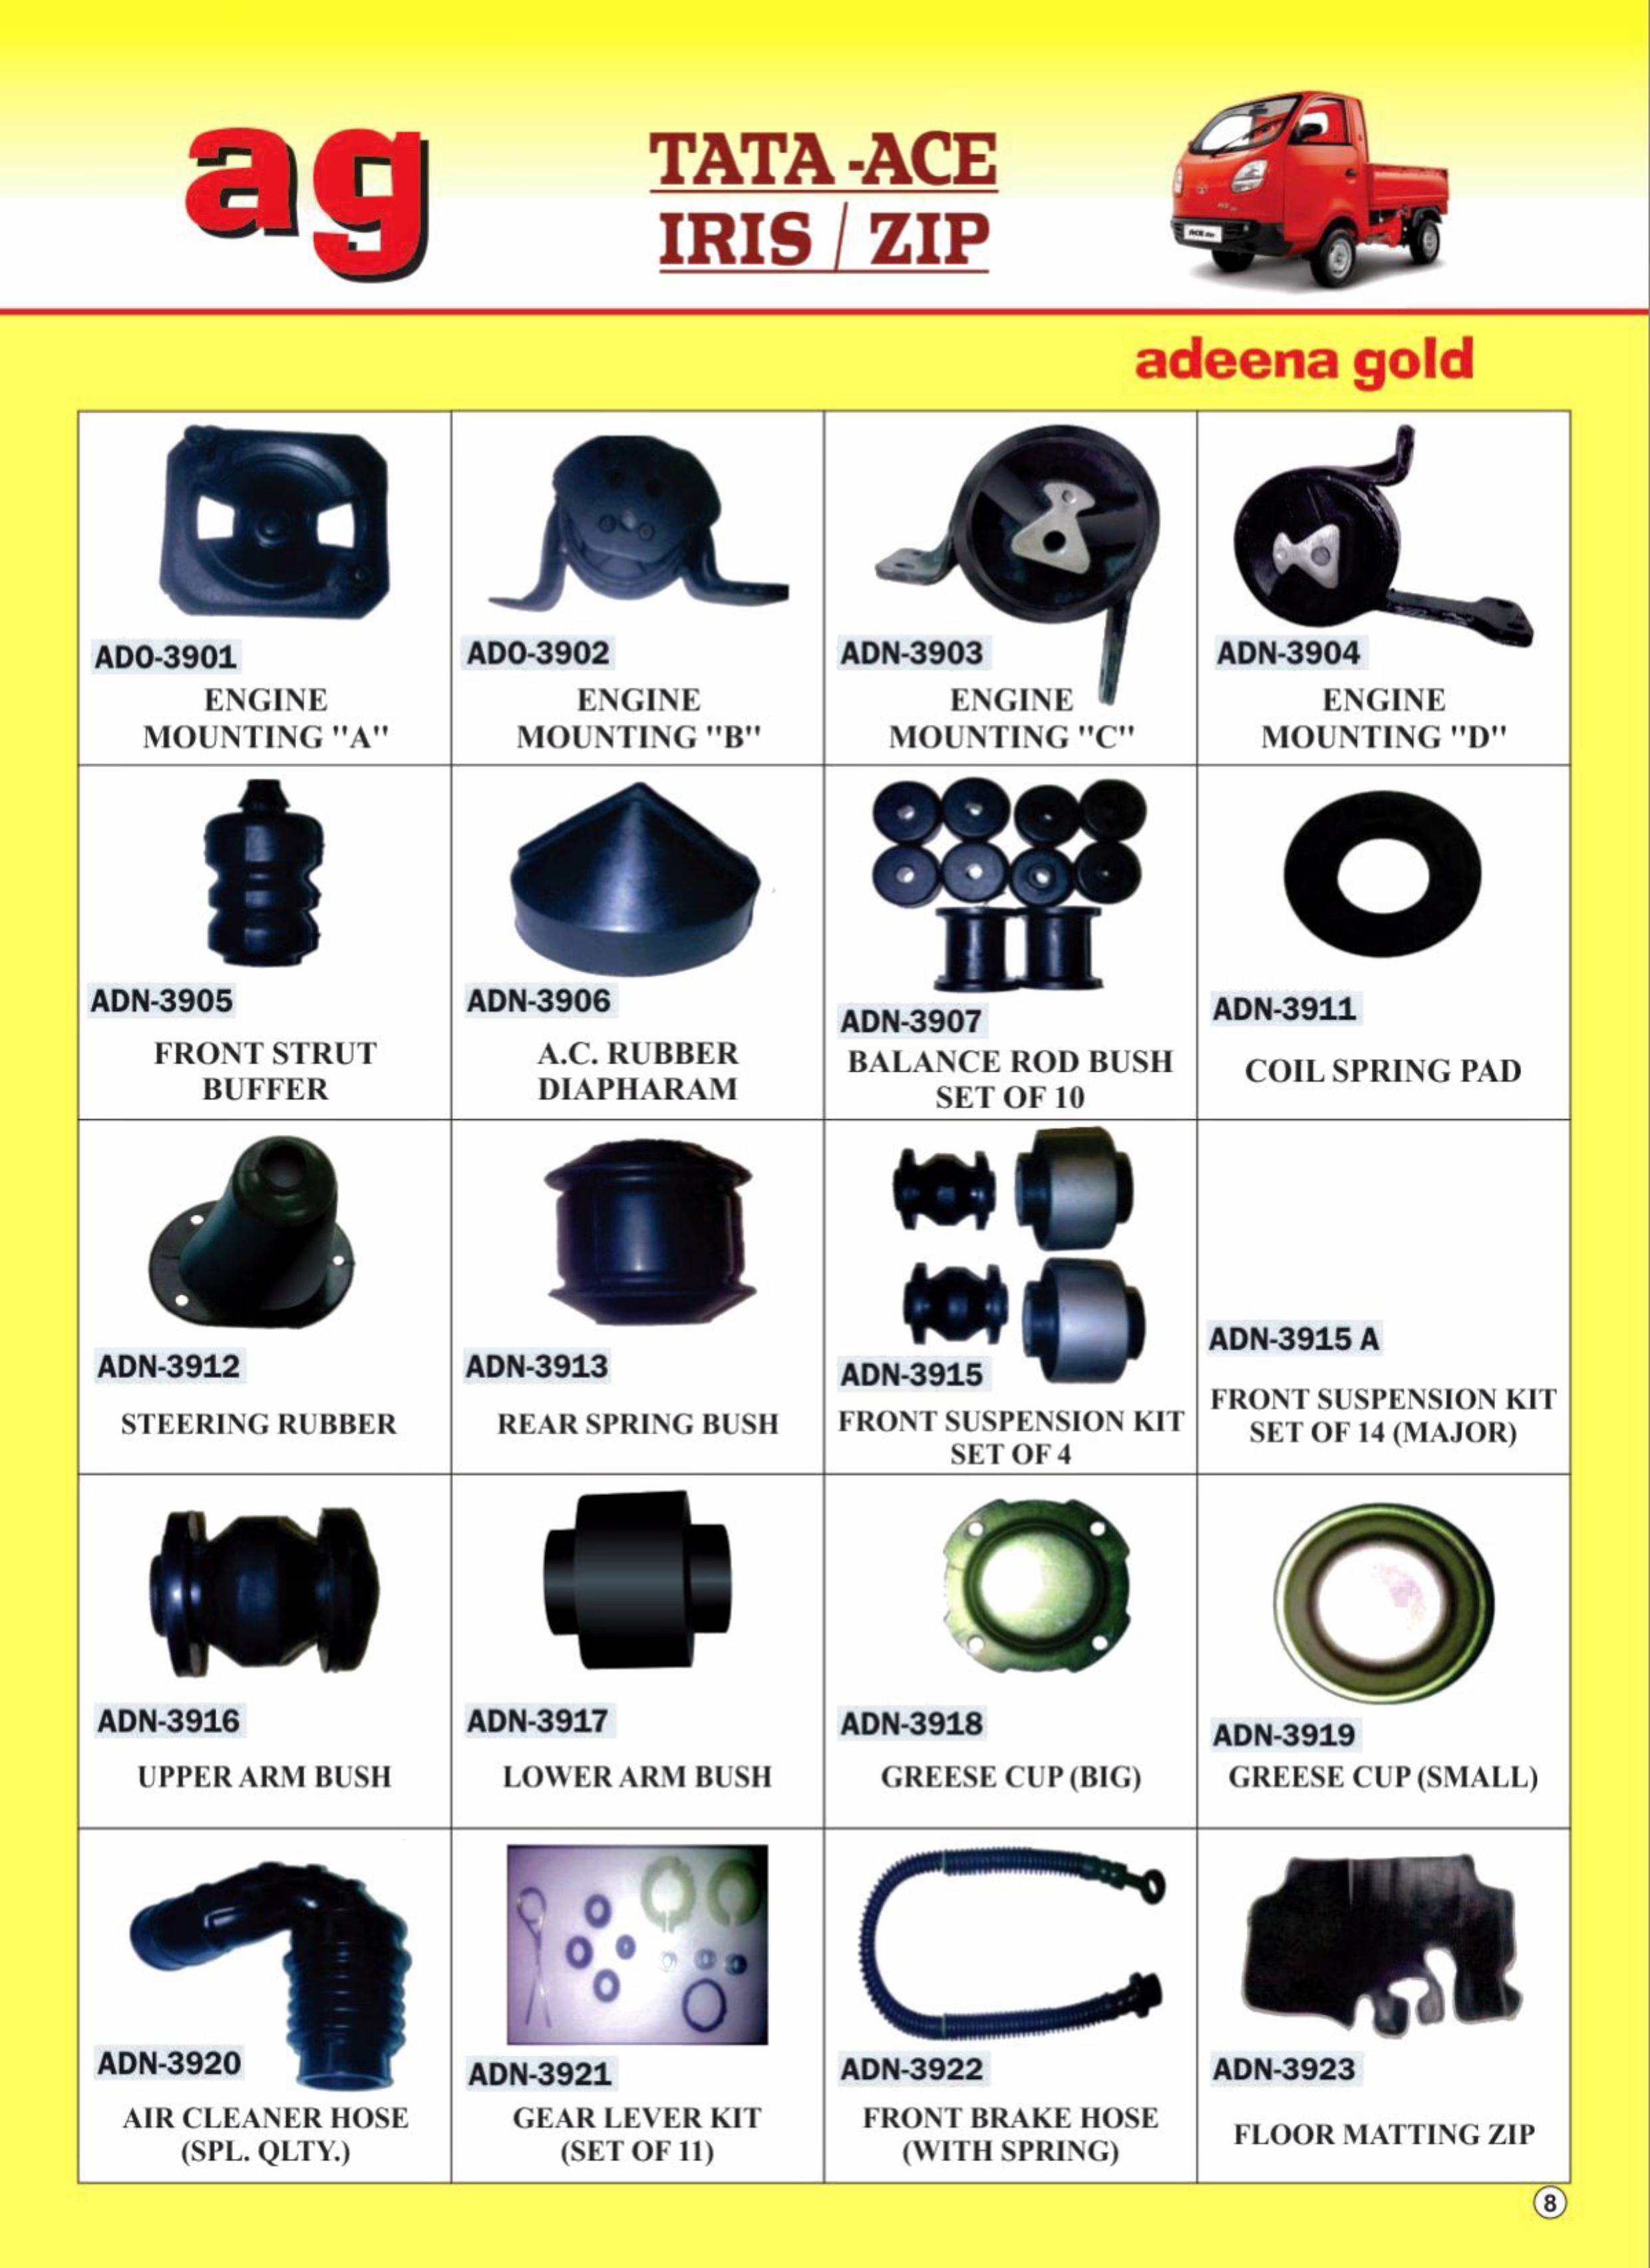 ag
TATA -ACE
IRIS / ZIP
adeena gold
ADO-3901
ENGINE
MOUNTING "A"
ADO-3902
ENGINE
MOUNTING "B"
ADN-3903
ENGINE
MOUNTING "C"
ADN-3904
ENGINE
MOUNTING "D"
ADN-3905
FRONT STRUT
BUFFER
ADN-3906
A.C. RUBBER
DIAPHARAM
ADN-3907
BALANCE ROD BUSH
SET OF 10
ADN-3911
COIL SPRING PAD
ADN-3912
STEERING RUBBER
ADN-3913
REAR SPRING BUSH
ADN-3915
FRONT SUSPENSION KIT
SET OF 4
ADN-3915 A
FRONT SUSPENSION KIT
SET OF 14 (MAJOR)
ADN-3916
UPPER ARM BUSH
ADN-3917
LOWER ARM BUSH
ADN-3918
GREESE CUP (BIG)
ADN-3919
GREESE CUP (SMALL)
ADN-3920
AIR CLEANER HOSE
(SPL. QLTY.)
ADN-3921
GEAR LEVER KIT
(SET OF 11)
ADN-3922
FRONT BRAKE HOSE
(WITH SPRING)
ADN-3923
FLOOR MATTING ZIP
8